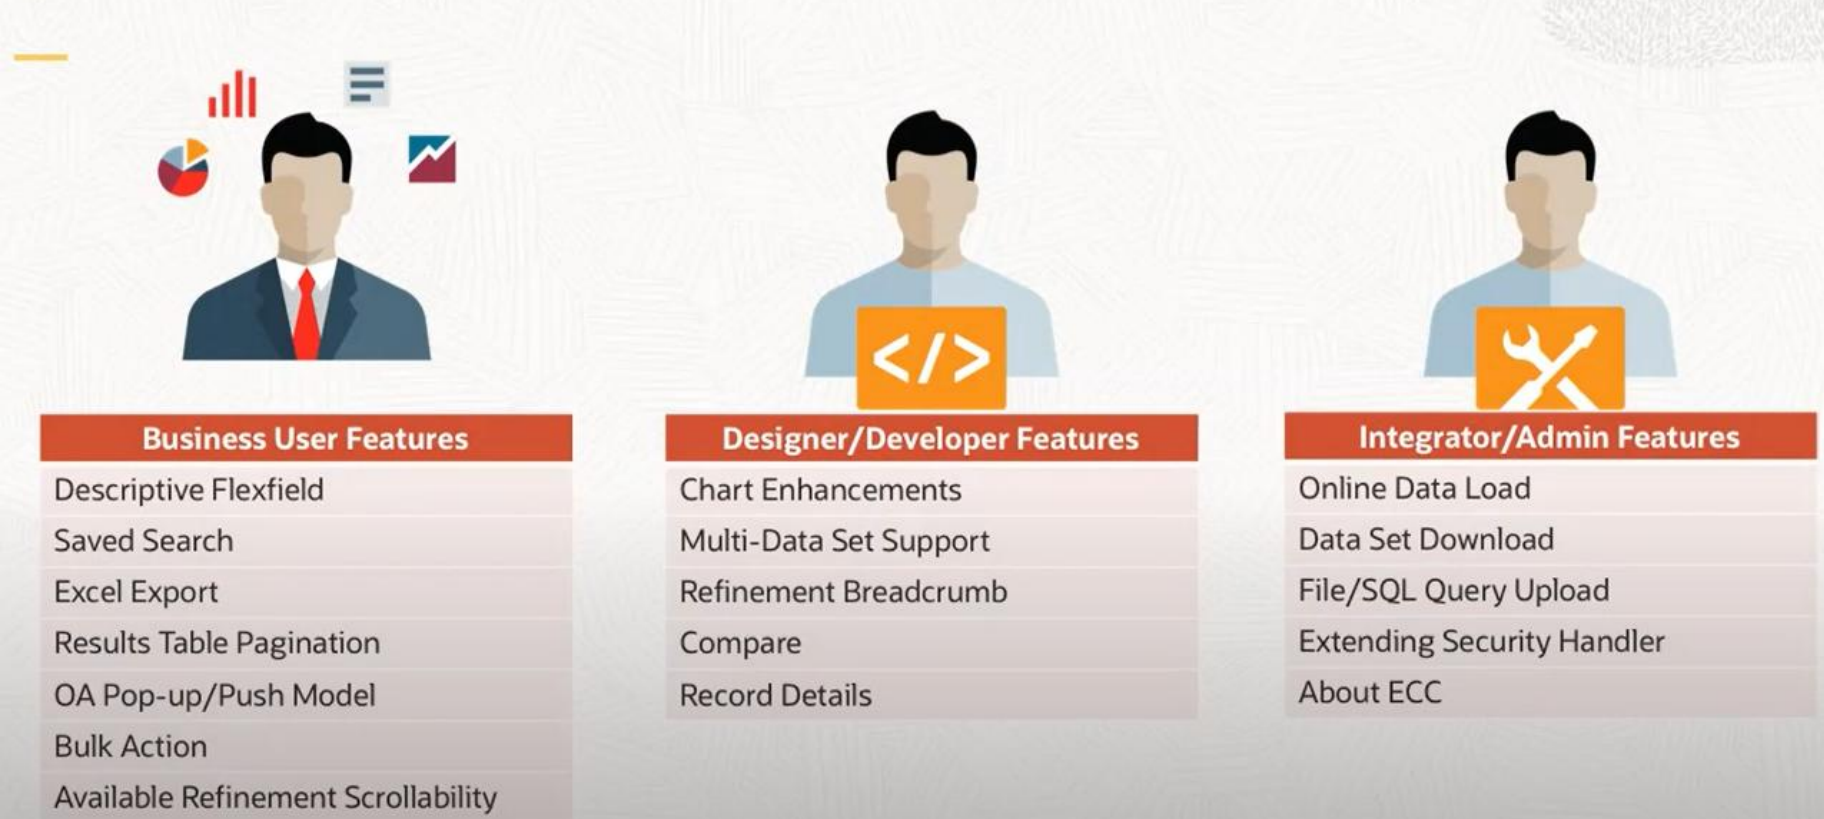 </>
Business User Features
Descriptive Flexfield
Saved Search
Excel Export
Results Table Pagination
OA Pop-up/Push Model
Bulk Action
Available Refinement Scrollability
Designer/Developer Features
Chart Enhancements
Multi-Data Set Support
Refinement Breadcrumb
Compare
Record Details
Integrator/Admin Features
Online Data Load
Data Set Download
File/SQL Query Upload
Extending Security Handler
About ECC